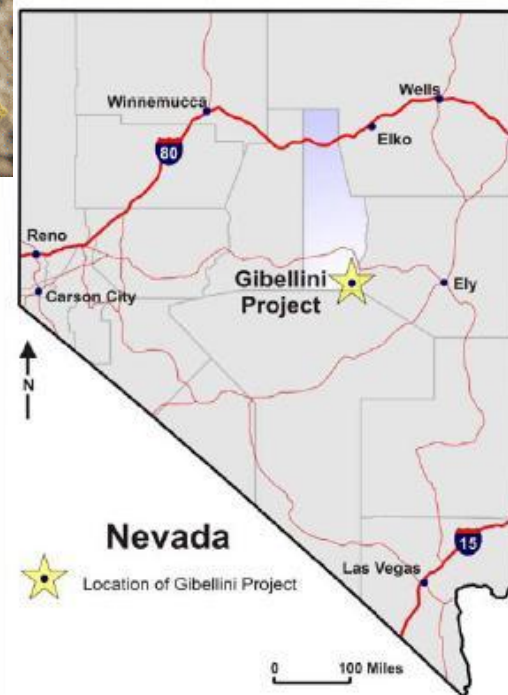 Wells
Winnemucca
Elko
80
Reno
Gibellini
Project
Ely
Carson City
N
Nevada
15
Location of Gibellini Project
Las Vegas
0 100 Miles